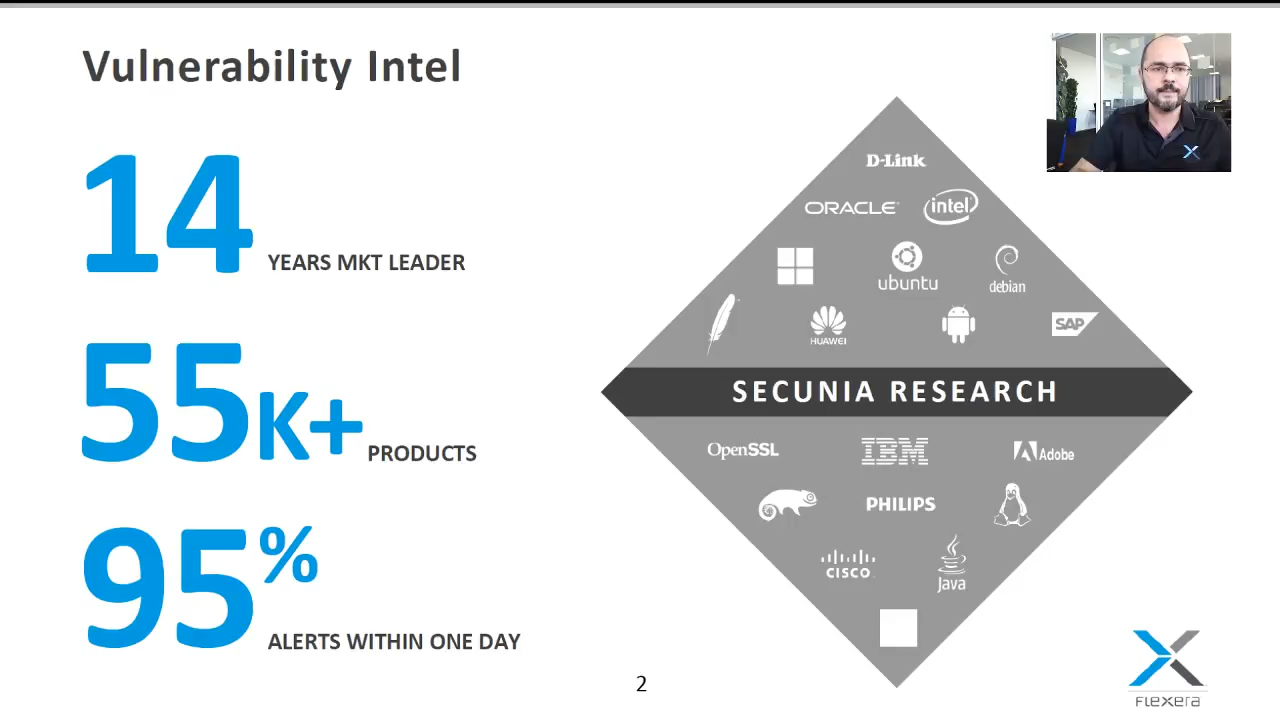 Vulnerability Intel
14 YEARS MKT LEADER
55K+ PRODUCTS
95% ALERTS WITHIN ONE DAY
D-Link
ORACLE intel
ubuntu debian
HUAWEI SAP
SECUNIA RESEARCH
OpenSSL IBM Adobe
PHILIPS
CISCO Java
2
FLEXERA